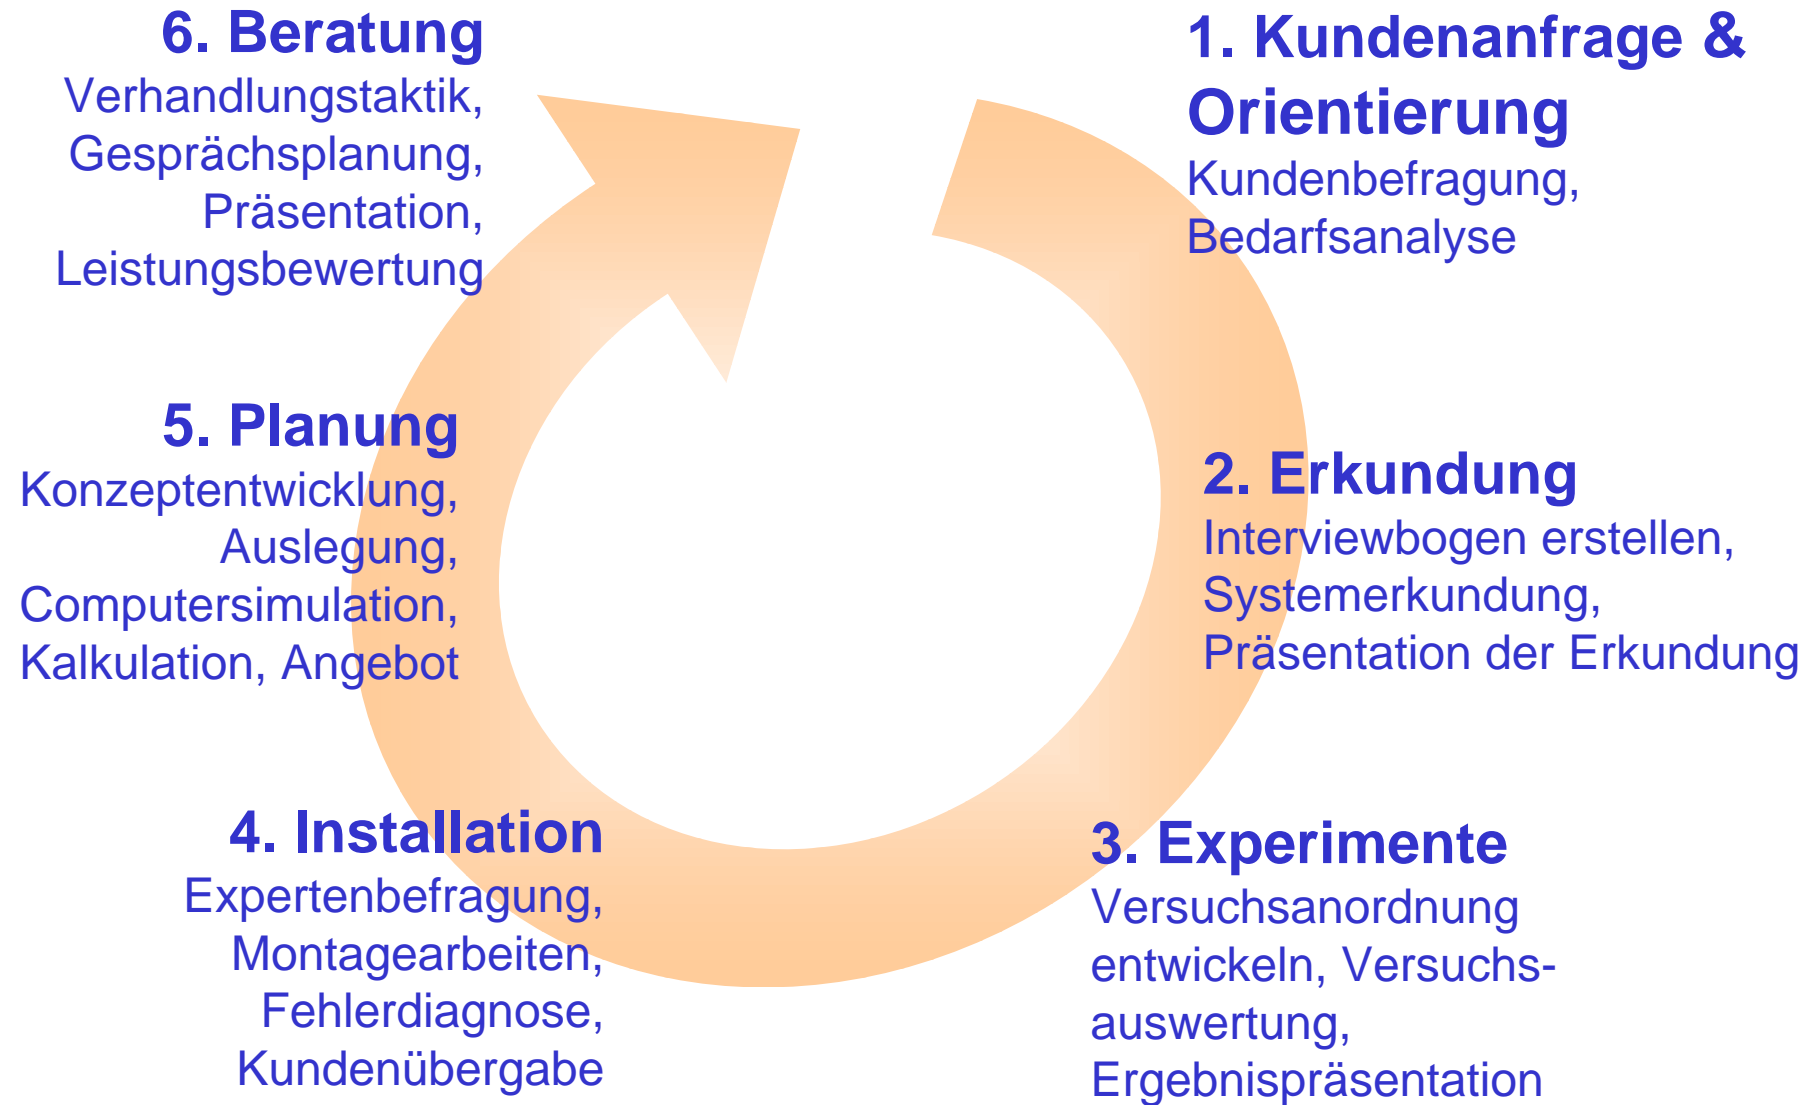 6. Beratung
Verhandlungstaktik,
Gesprächsplanung,
Präsentation,
Leistungsbewertung
1. Kundenanfrage &
Orientierung
Kundenbefragung,
Bedarfsanalyse
5. Planung
Konzeptentwicklung,
Auslegung,
Computersimulation,
Kalkulation, Angebot
2. Erkundung
Interviewbogen erstellen,
Systemerkundung,
Präsentation der Erkundung
4. Installation
Expertenbefragung,
Montagearbeiten,
Fehlerdiagnose,
Kundenübergabe
3. Experimente
Versuchsanordnung
entwickeln, Versuchs-
auswertung,
Ergebnispräsentation